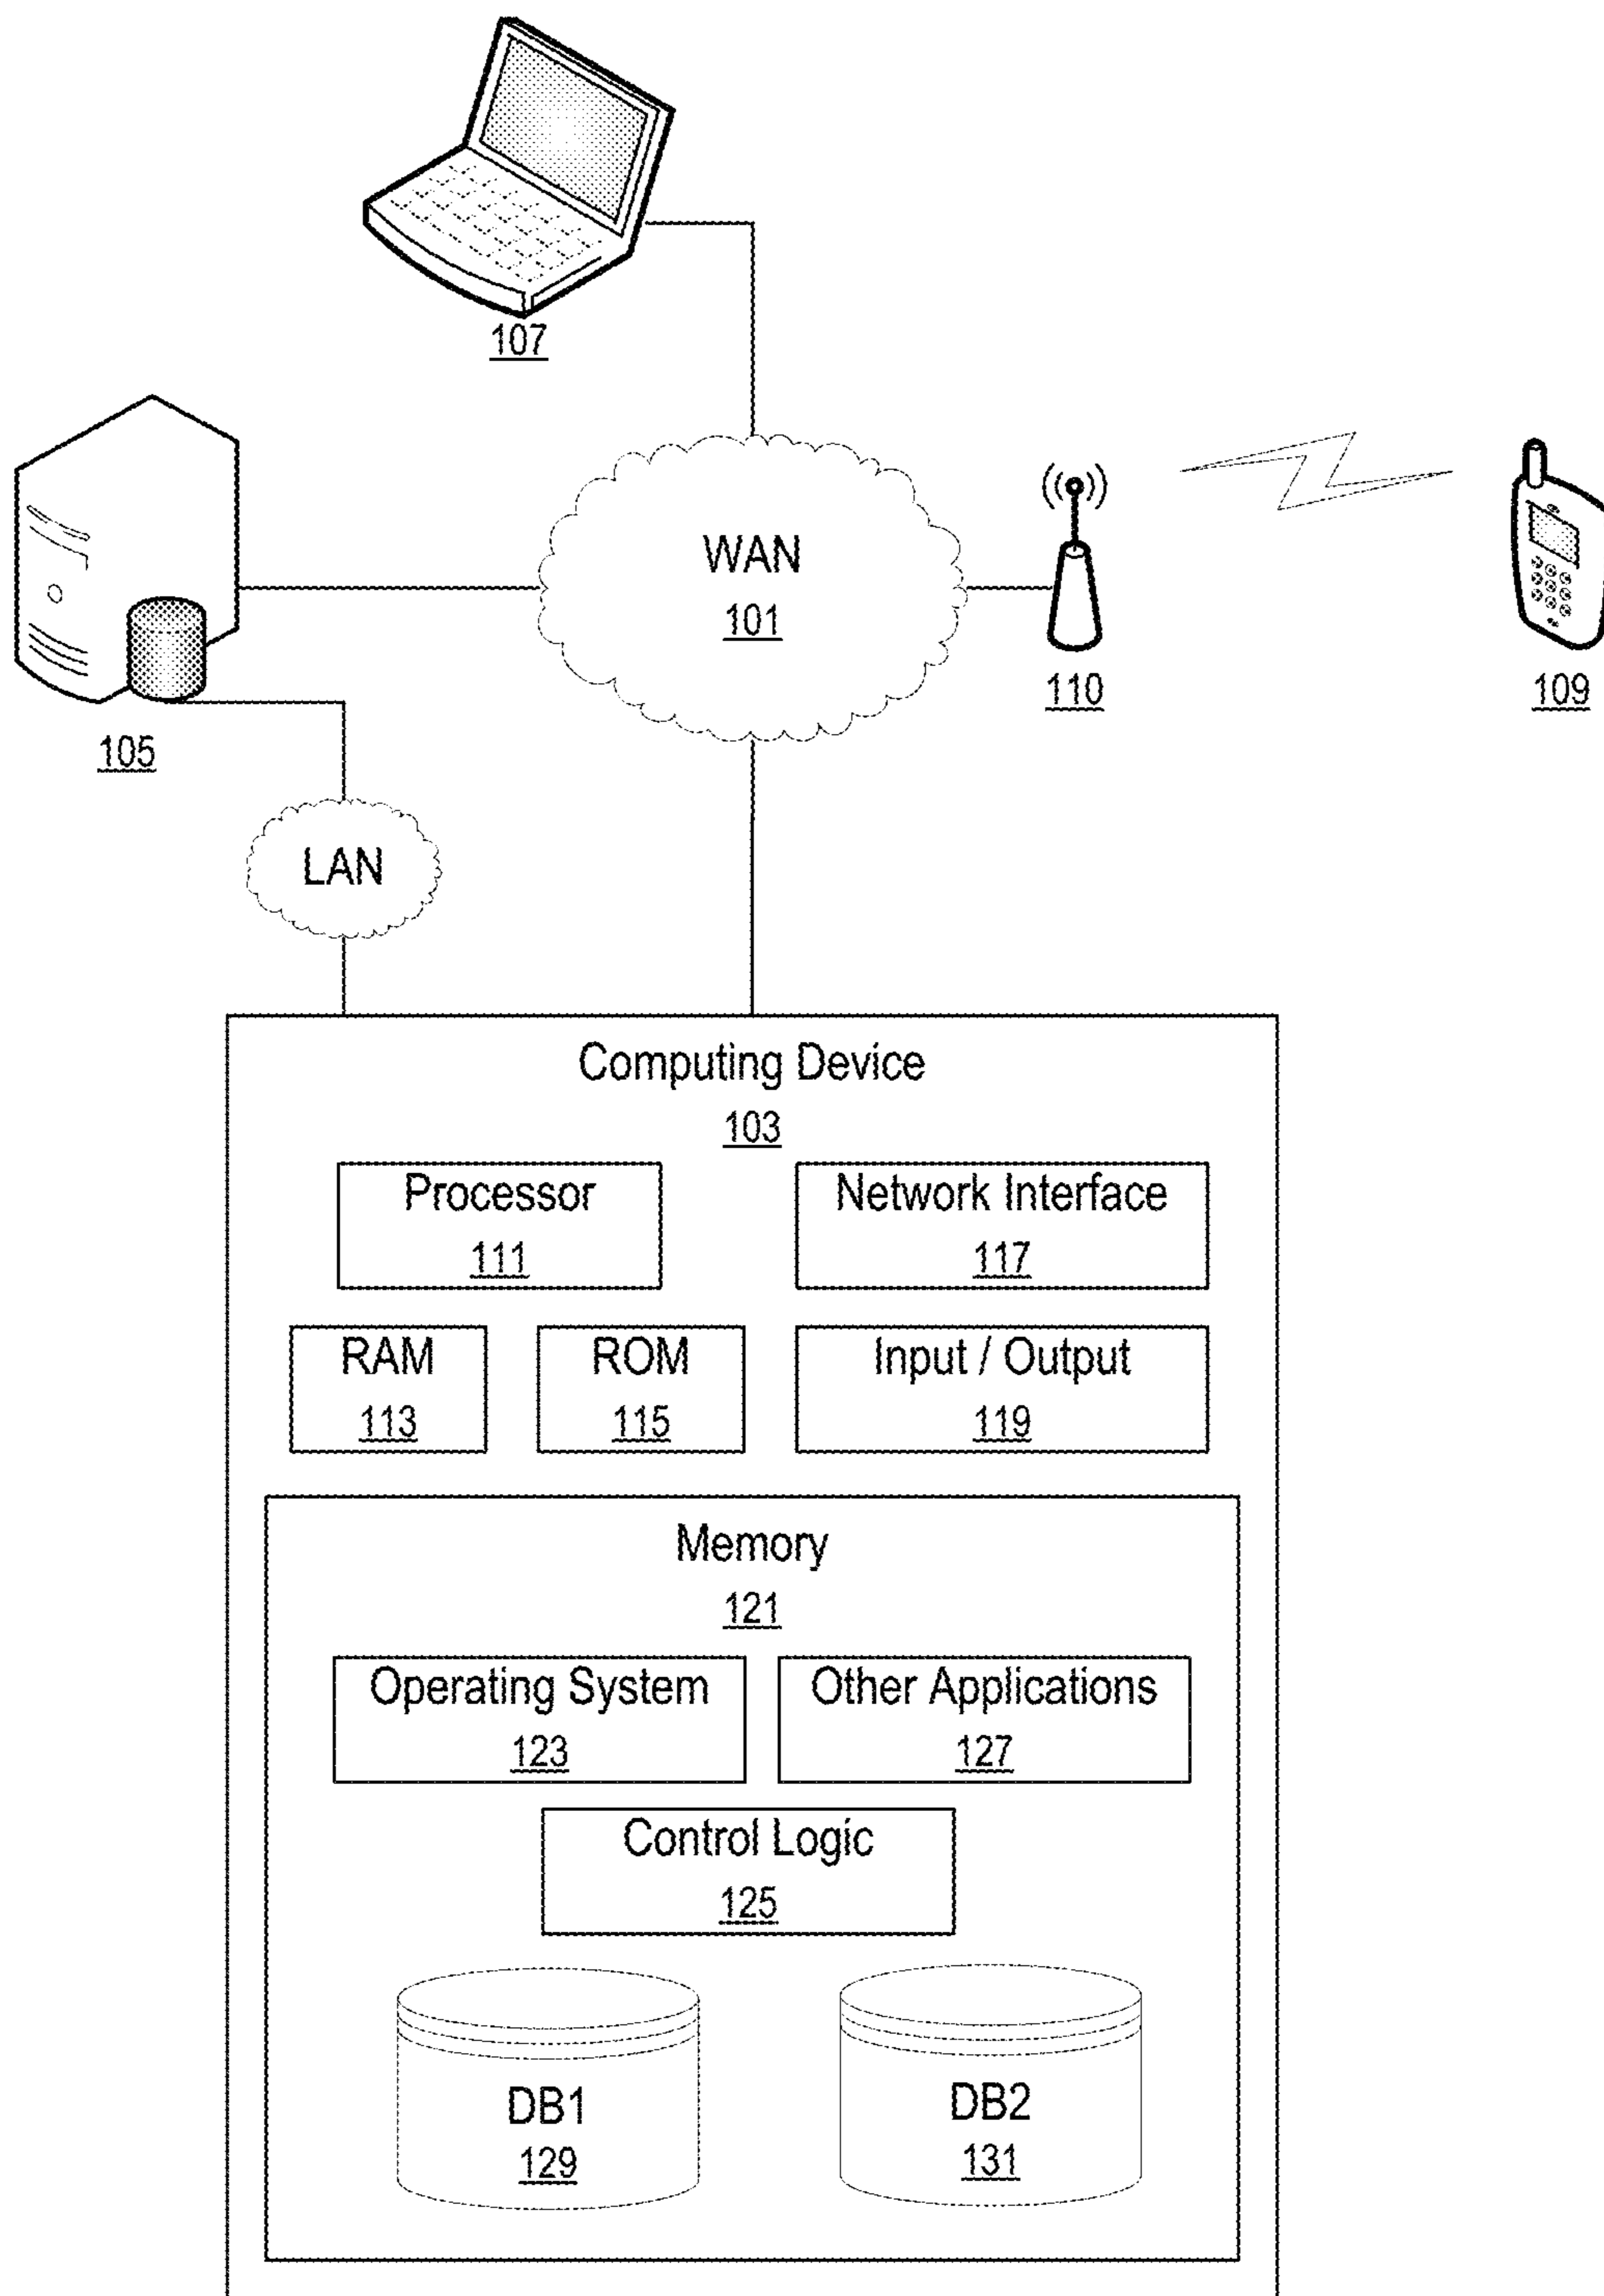 107
WAN
101
110
109
105
LAN
Computing Device
103
Processor
111
Network Interface
117
RAM
113
ROM
115
Input / Output
119
Memory
121
Operating System
123
Other Applications
127
Control Logic
125
DB1
129
DB2
131